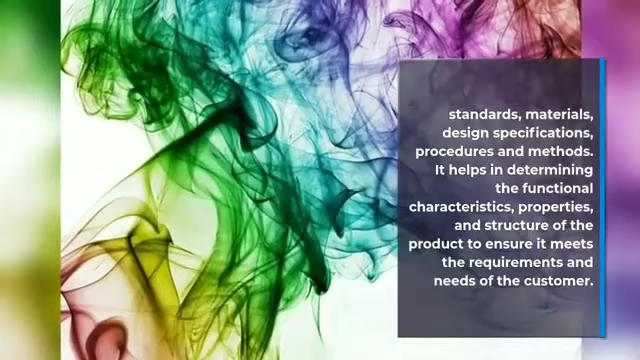 standards, materials,
design specifications,
procedures and methods.
It helps in determining
the functional
characteristics, properties,
and structure of the
product to ensure it meets
the requirements and
needs of the customer.